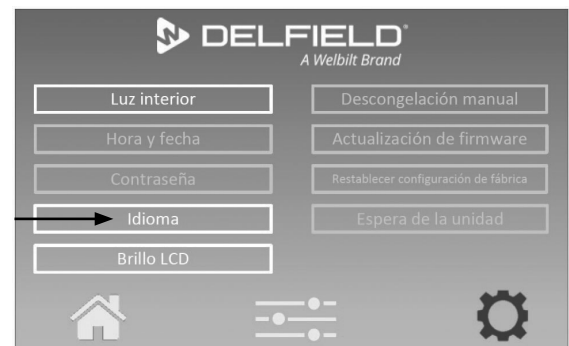 DELFIELD®
A Welbilt Brand
Luz interior
Hora y fecha
Contraseña
Idioma
Brillo LCD
Descongelación manual
Actualización de firmware
Restablecer configuración de fábrica
Espera de la unidad